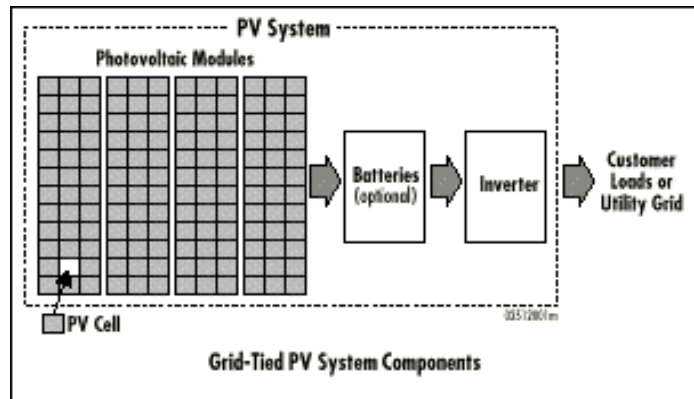 PV System
Photovoltaic Modules
Batteries
(optional)
Inverter
Customer
Loads or
Utility Grid
PV Cell
02512001m
Grid-Tied PV System Components